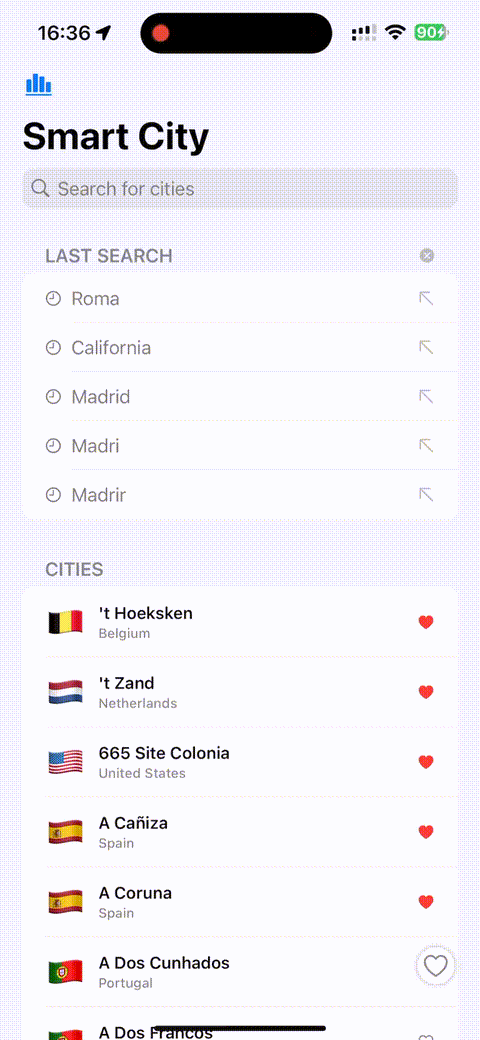 16:36
90
Smart City
Search for cities
LAST SEARCH
Roma
California
Madrid
Madri
Madrir
CITIES
't Hoeksken
Belgium
't Zand
Netherlands
665 Site Colonia
United States
A Cañiza
Spain
A Coruna
Spain
A Dos Cunhados
Portugal
A Dos Francos